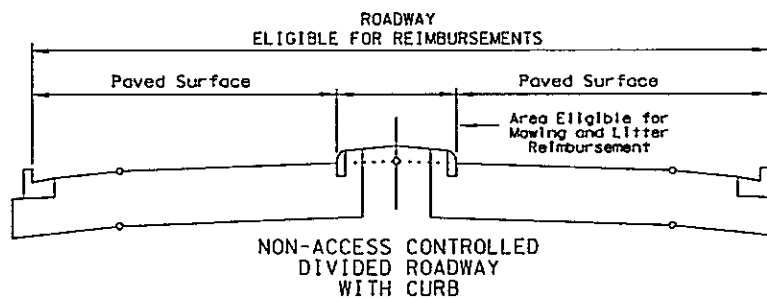 ROADWAY
ELIGIBLE FOR REIMBURSEMENTS
Paved Surface
Paved Surface
Area Eligible for
Mowing and Litter
Reimbursement
NON-ACCESS CONTROLLED
DIVIDED ROADWAY
WITH CURB